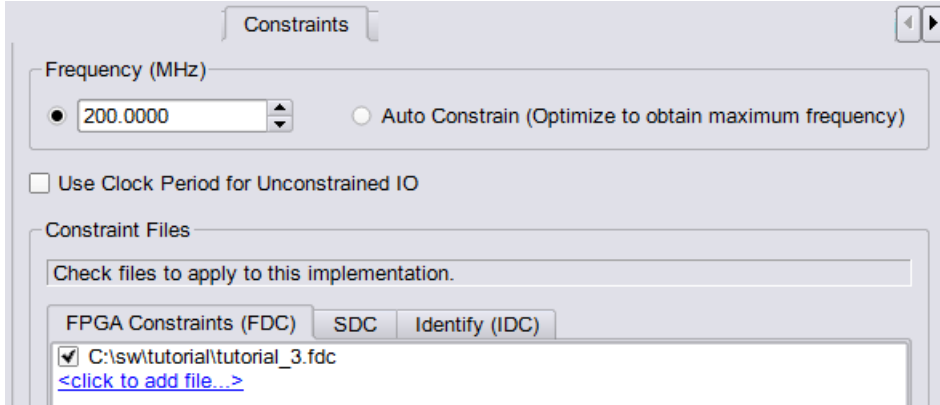 Constraints
Frequency (MHz)
200.0000 Auto Constrain (Optimize to obtain maximum frequency)
Use Clock Period for Unconstrained IO
Constraint Files
Check files to apply to this implementation.
FPGA Constraints (FDC) SDC Identify (IDC)
C:\sw\tutorial\tutorial_3.fdc
<click to add file...>